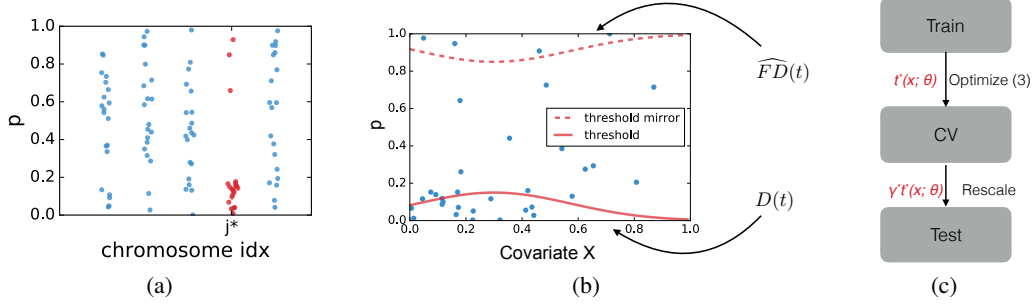 1.0
0.8
0.6
0.4
0.2
0.0
p
j*
chromosome idx
(a)
1.0
0.8
0.6
0.4
0.2
0.0
p
threshold mirror
threshold
0.0 0.2 0.4 0.6 0.8 1.0
Covariate X
$\widehat{FD}(t)$
D(t)
(b)
Train
t*(x; θ) Optimize (3)
CV
γ*t*(x; θ) Rescale
Test
(c)